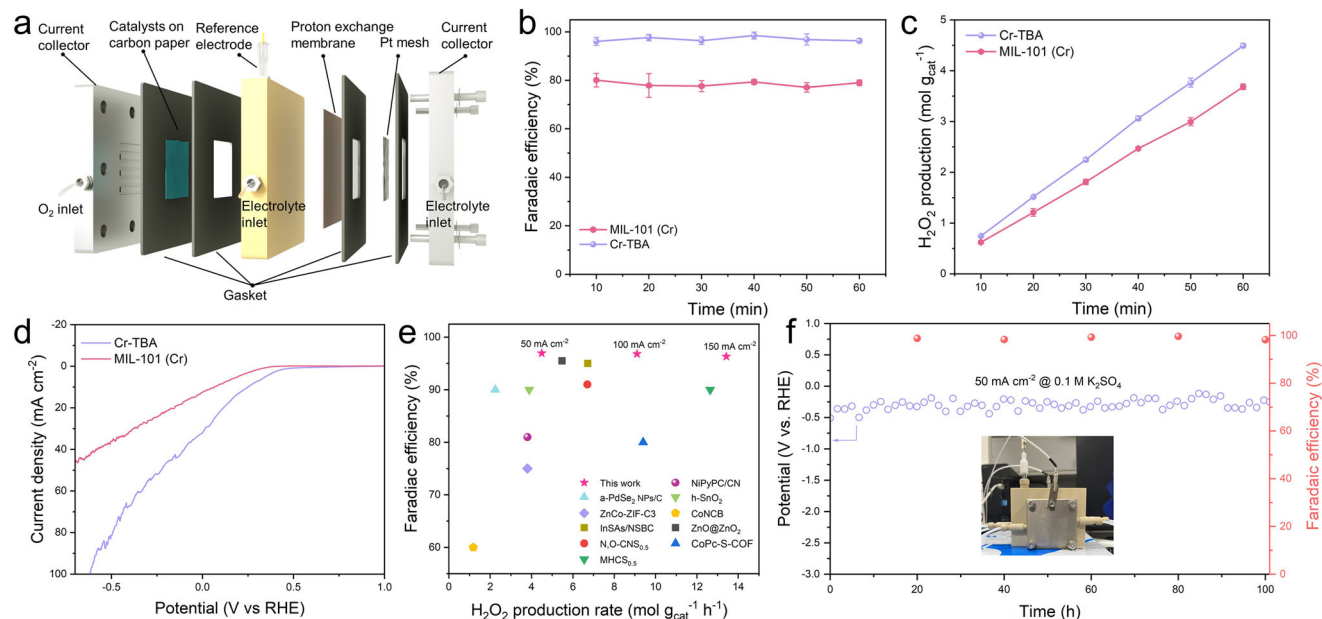 a
Current
collector
Catalysts on
carbon paper
Reference
electrode
Proton exchange
membrane
Pt mesh
Current
collector
O₂ inlet
Electrolyte
inlet
Electrolyte
inlet
Gasket
b
Faradaic efficiency (%)
100
80
60
40
20
0
MIL-101 (Cr)
Cr-TBA
10 20 30 40 50 60
Time (min)
c
H₂O₂ production (mol g_cat⁻¹)
5
4
3
2
1
0
Cr-TBA
MIL-101 (Cr)
10 20 30 40 50 60
Time (min)
d
Current density (mA cm⁻²)
-20
0
20
40
60
80
100
Cr-TBA
MIL-101 (Cr)
-0.5 0.0 0.5 1.0
Potential (V vs RHE)
e
Faradiac efficiency (%)
100
90
80
70
60
50 mA cm⁻² 100 mA cm⁻² 150 mA cm⁻²
This work
a-PdSe₂ NPs/C
ZnCo-ZIF-C3
InSAs/NSBC
N,O-CNS₀.₅
MHCS₀.₅
NiPyPC/CN
h-SnO₂
CoNCB
ZnO@ZnO₂
CoPc-S-COF
0 2 4 6 8 10 12 14
H₂O₂ production rate (mol g_cat⁻¹ h⁻¹)
f
Potential (V vs. RHE)
1.0
0.5
0.0
-0.5
-1.0
-1.5
-2.0
-2.5
-3.0
50 mA cm⁻² @ 0.1 M K₂SO₄
0 20 40 60 80 100
Time (h)
100
80
60
40
20
0
Faradaic efficiency (%)